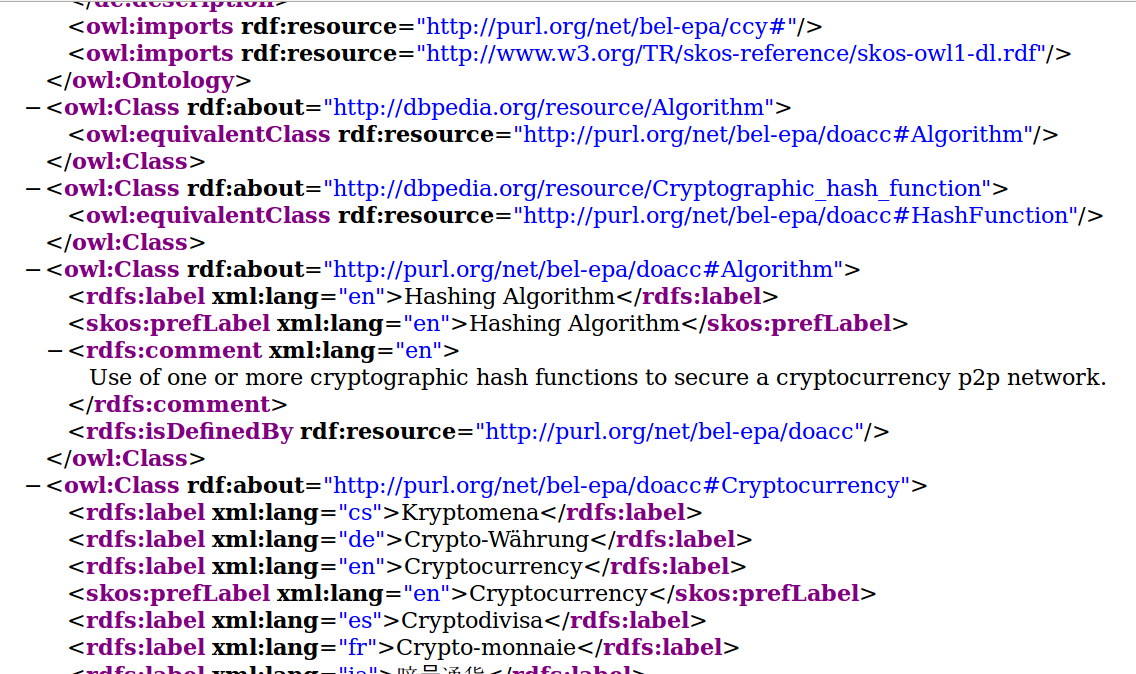 </dc:description>
<owl:imports rdf:resource="http://purl.org/net/bel-epa/ccy#"/>
<owl:imports rdf:resource="http://www.w3.org/TR/skos-reference/skos-owl1-dl.rdf"/>
</owl:Ontology>
−<owl:Class rdf:about="http://dbpedia.org/resource/Algorithm">
<owl:equivalentClass rdf:resource="http://purl.org/net/bel-epa/doacc#Algorithm"/>
</owl:Class>
−<owl:Class rdf:about="http://dbpedia.org/resource/Cryptographic_hash_function">
<owl:equivalentClass rdf:resource="http://purl.org/net/bel-epa/doacc#HashFunction"/>
</owl:Class>
−<owl:Class rdf:about="http://purl.org/net/bel-epa/doacc#Algorithm">
<rdfs:label xml:lang="en">Hashing Algorithm</rdfs:label>
<skos:prefLabel xml:lang="en">Hashing Algorithm</skos:prefLabel>
−<rdfs:comment xml:lang="en">
Use of one or more cryptographic hash functions to secure a cryptocurrency p2p network.
</rdfs:comment>
<rdfs:isDefinedBy rdf:resource="http://purl.org/net/bel-epa/doacc"/>
</owl:Class>
−<owl:Class rdf:about="http://purl.org/net/bel-epa/doacc#Cryptocurrency">
<rdfs:label xml:lang="cs">Kryptomena</rdfs:label>
<rdfs:label xml:lang="de">Crypto-Währung</rdfs:label>
<rdfs:label xml:lang="en">Cryptocurrency</rdfs:label>
<skos:prefLabel xml:lang="en">Cryptocurrency</skos:prefLabel>
<rdfs:label xml:lang="es">Cryptodivisa</rdfs:label>
<rdfs:label xml:lang="fr">Crypto-monnaie</rdfs:label>
<rdfs:label xml:lang="ja">暗号通貨</rdfs:label>